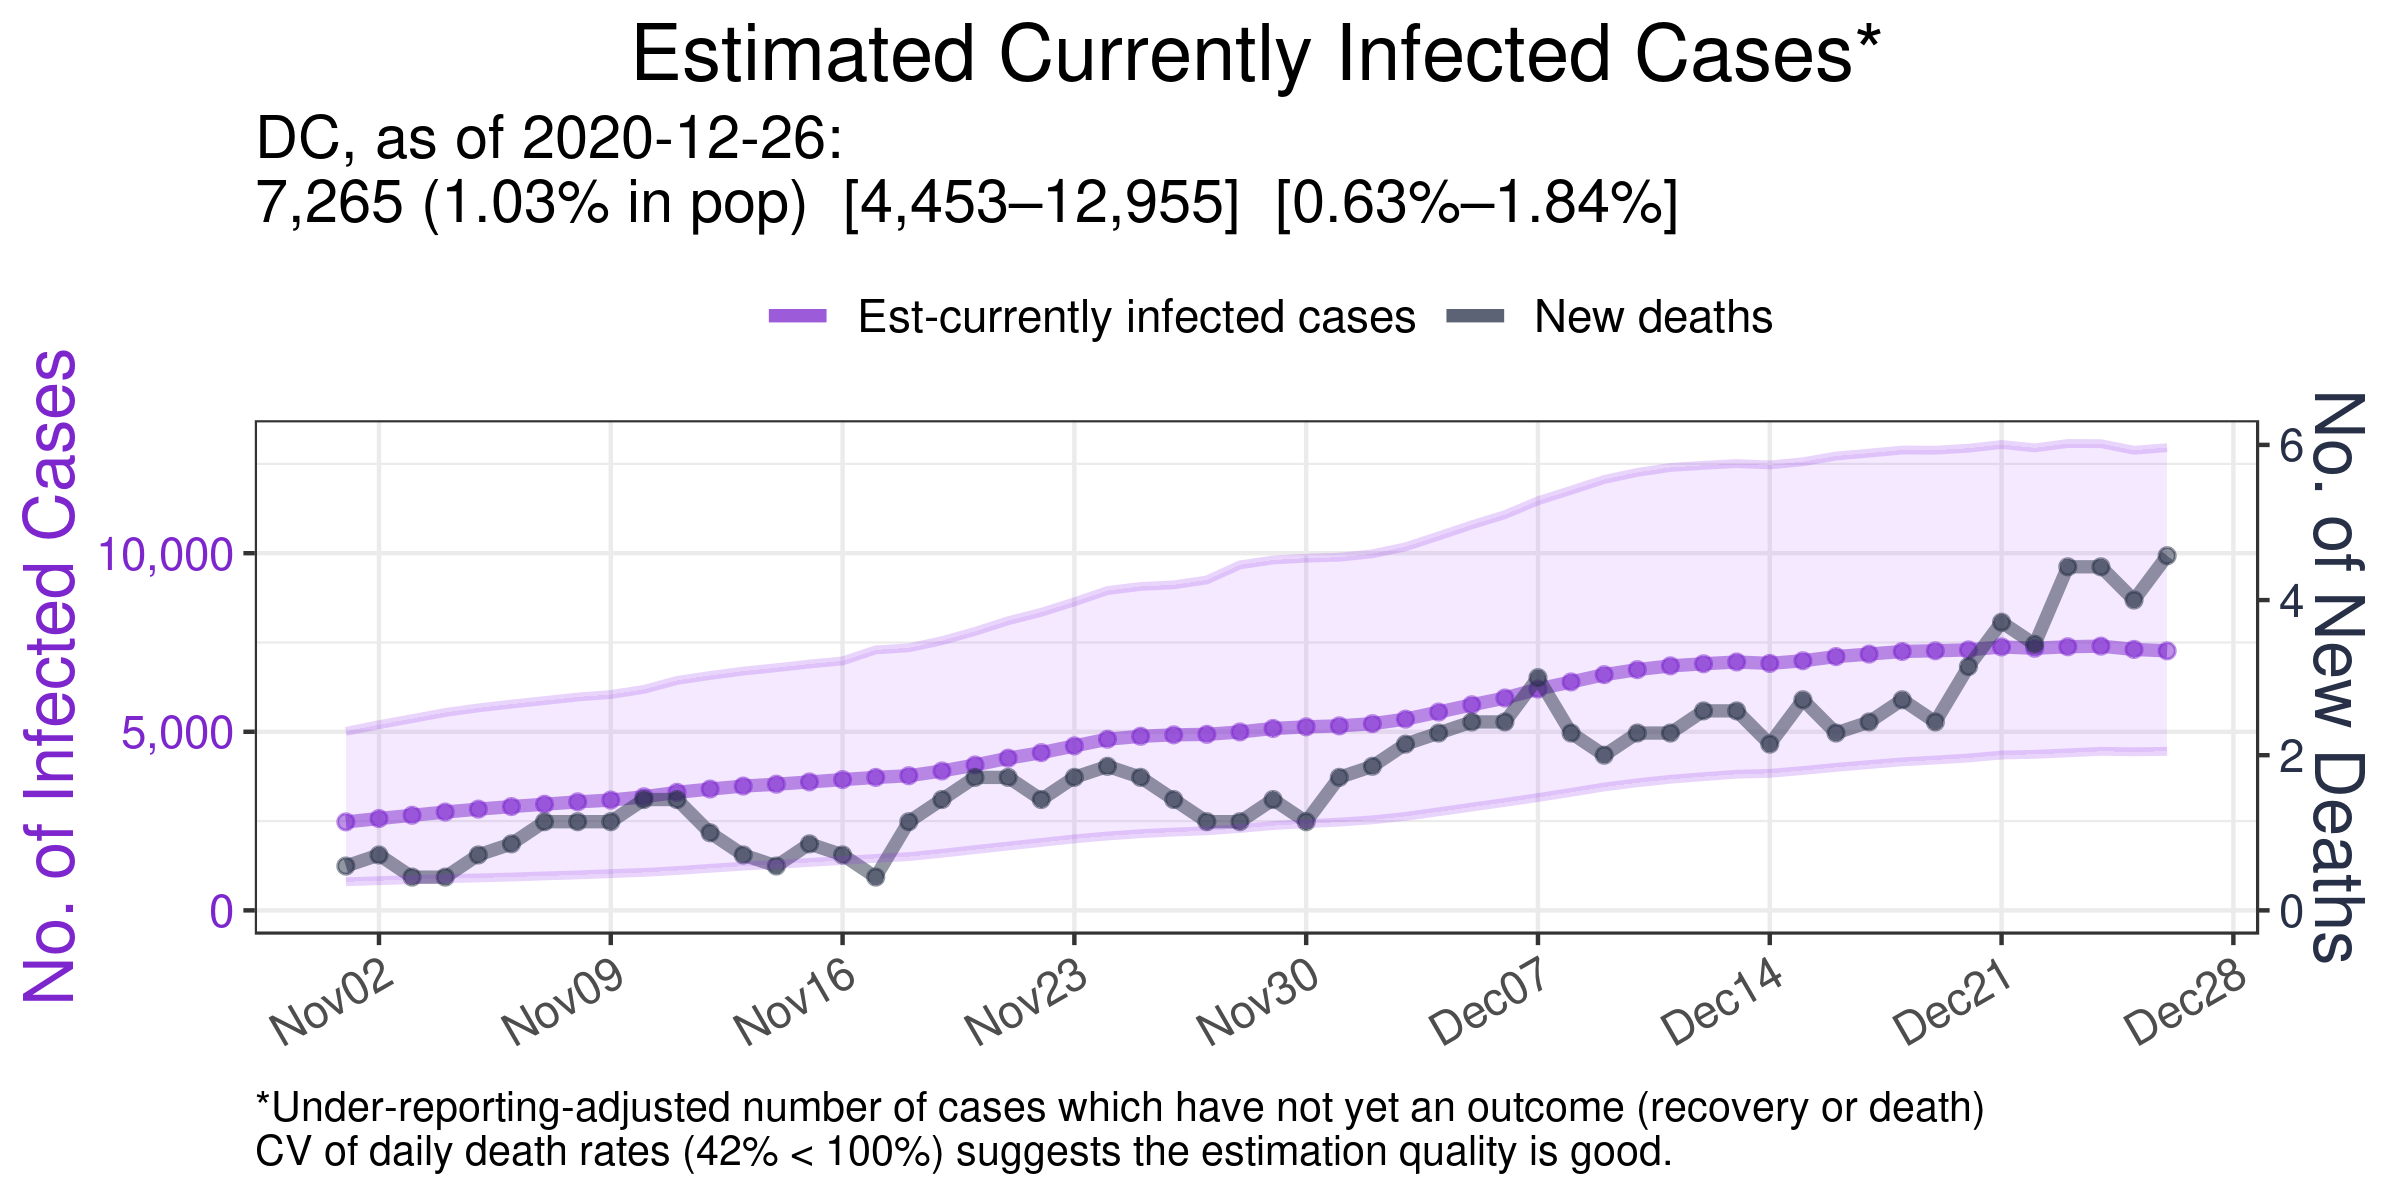 Estimated Currently Infected Cases*
DC, as of 2020-12-26:
7,265 (1.03% in pop)  [4,453–12,955]  [0.63%–1.84%]
Est-currently infected cases
New deaths
No. of Infected Cases
10,000
5,000
0
6
4
2
0
No. of New Deaths
Nov02
Nov09
Nov16
Nov23
Nov30
Dec07
Dec14
Dec21
Dec28
*Under-reporting-adjusted number of cases which have not yet an outcome (recovery or death)
CV of daily death rates (42% < 100%) suggests the estimation quality is good.